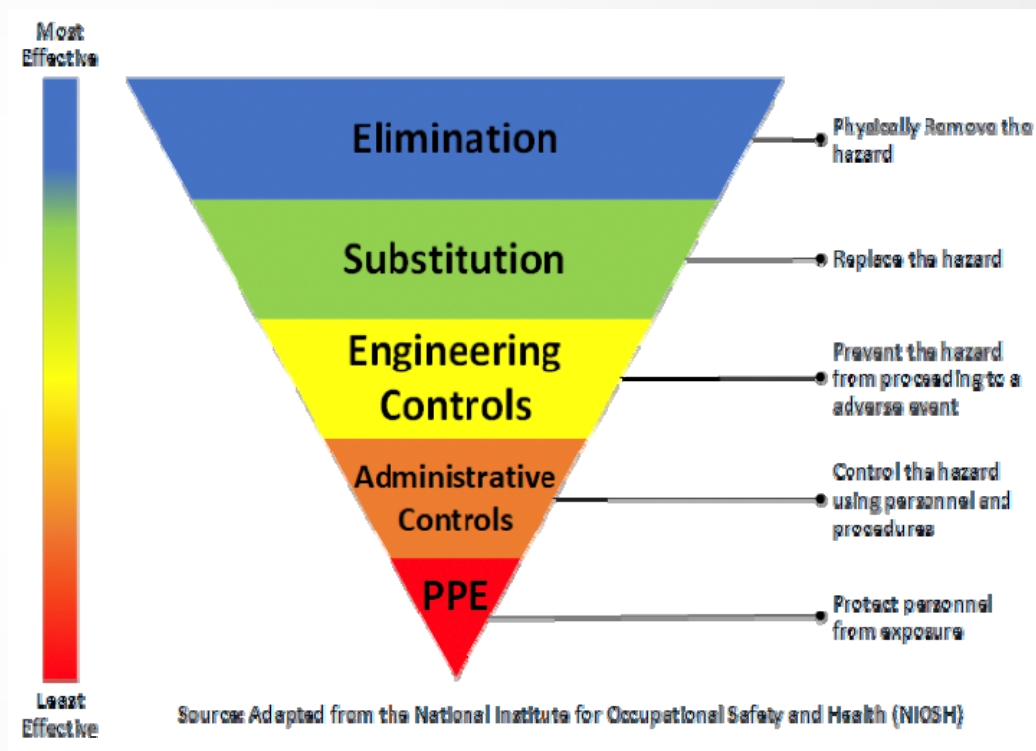 Most
Effective
Elimination
Physically Remove the
hazard
Substitution
Replace the hazard
Engineering
Controls
Prevent the hazard
from proceeding to a
adverse event
Administrative
Controls
Control the hazard
using personnel and
procedures
PPE
Protect personnel
from exposure
Least
Effective
Source: Adapted from the National Institute for Occupational Safety and Health (NIOSH)